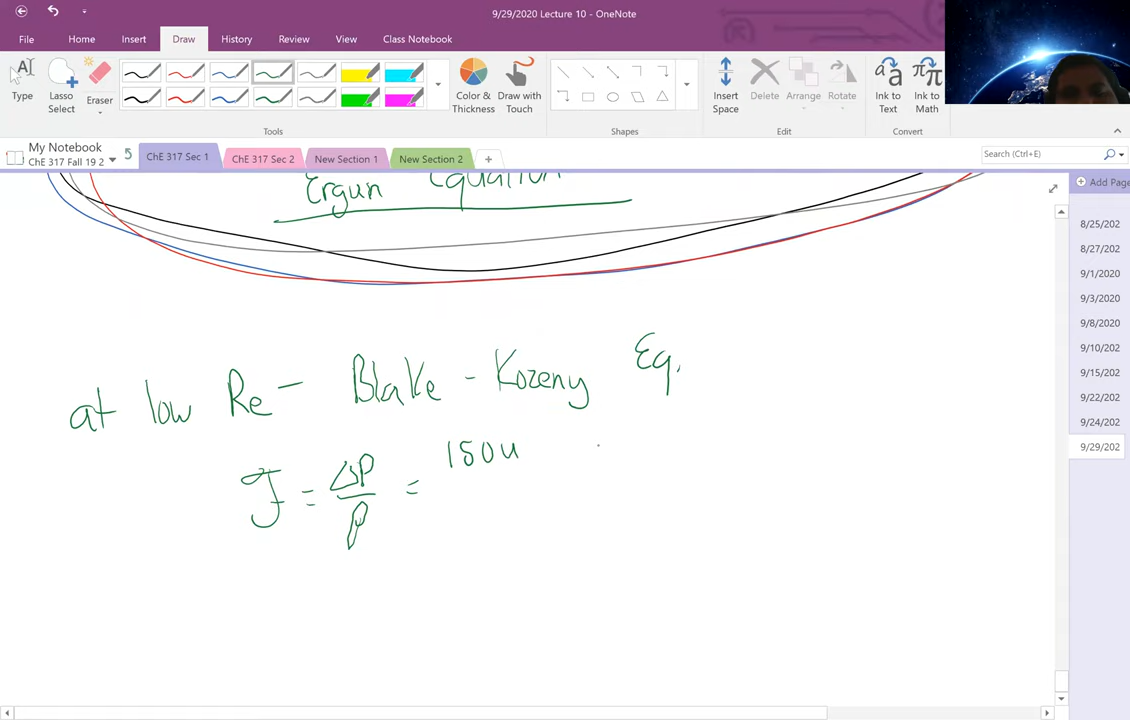 9/29/2020 Lecture 10 - OneNote
File Home Insert Draw History Review View Class Notebook
Type Lasso Select Eraser Color & Thickness Draw with Touch Insert Space Delete Arrange Rotate Ink to Text Ink to Math
Tools Shapes Edit Convert
My Notebook
ChE 317 Fall 19 2
ChE 317 Sec 1 ChE 317 Sec 2 New Section 1 New Section 2
Search (Ctrl+E)
Add Page
8/25/202
8/27/202
9/1/2020
9/3/2020
9/8/2020
9/10/202
9/15/202
9/22/202
9/24/202
9/29/202
Ergun Equation
at low Re - Blake - Kozeny Eq.
F = ΔP/ρ = 150μ